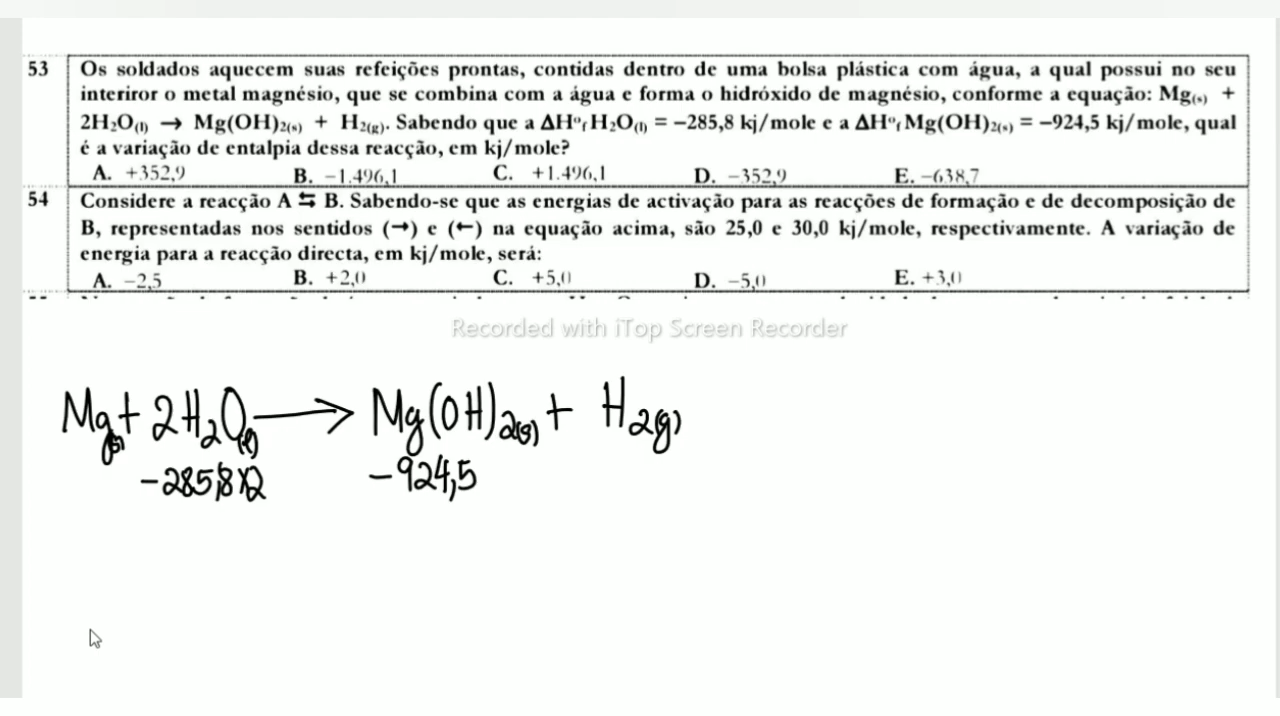 53 Os soldados aquecem suas refeições prontas, contidas dentro de uma bolsa plástica com água, a qual possui no seu
interiror o metal magnésio, que se combina com a água e forma o hidróxido de magnésio, conforme a equação: Mg(s) +
2H₂O(l) → Mg(OH)₂(s) + H₂(g). Sabendo que a ΔHºf H₂O(l) = −285,8 kj/mole e a ΔHºf Mg(OH)₂(s) = −924,5 kj/mole, qual
é a variação de entalpia dessa reacção, em kj/mole?
A. +352,9 B. −1.496,1 C. +1.496,1 D. −352,9 E. −638,7
54 Considere a reacção A ⇆ B. Sabendo-se que as energias de activação para as reacções de formação e de decomposição de
B, representadas nos sentidos (→) e (←) na equação acima, são 25,0 e 30,0 kj/mole, respectivamente. A variação de
energia para a reacção directa, em kj/mole, será:
A. −2,5 B. +2,0 C. +5,0 D. −5,0 E. +3,0
Recorded with iTop Screen Recorder
Mg(s) + 2H₂O(l) → Mg(OH)₂(s) + H₂(g)
−285,8x2 −924,5